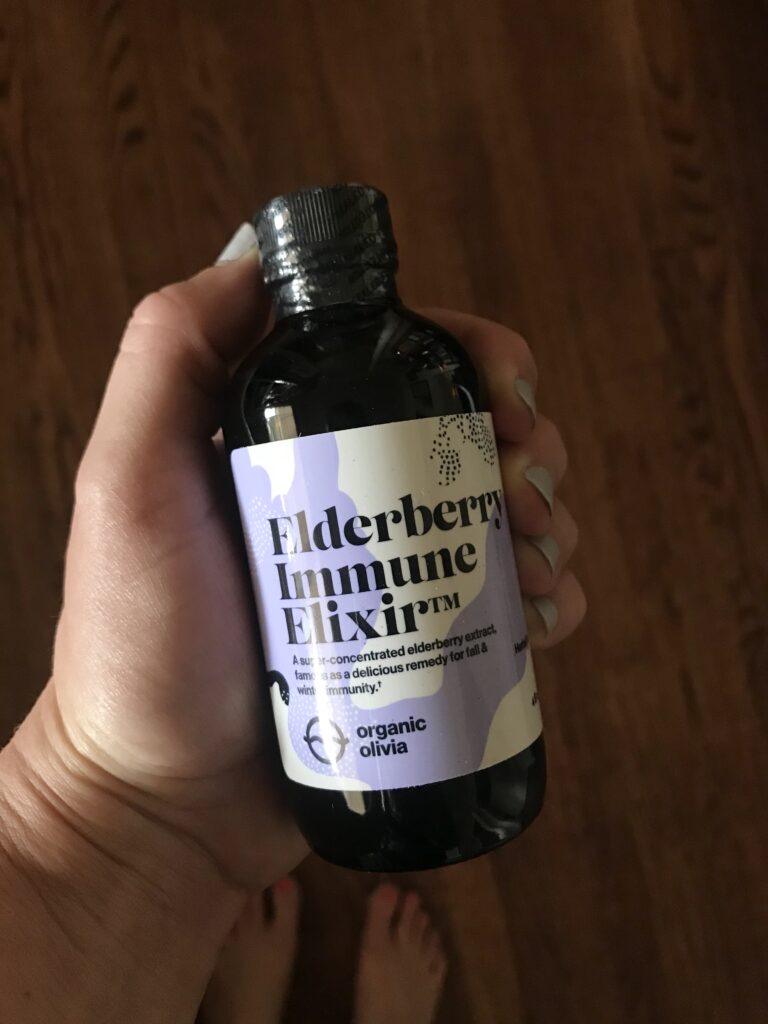 Elderberry
Immune
Elixir™
A super-concentrated elderberry extract,
famous as a delicious remedy for fall &
winter immunity.†
organic
olivia